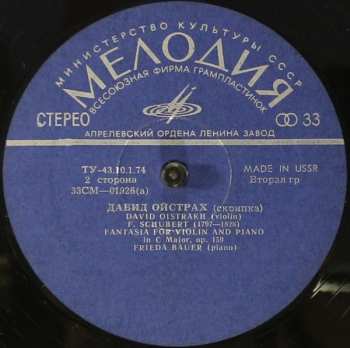 МИНИСТЕРСТВО КУЛЬТУРЫ СССР
МЕЛОДИЯ
ВСЕСОЮЗНАЯ ФИРМА ГРАМПЛАСТИНОК
СТЕРЕО
33
АПРЕЛЕВСКИЙ ОРДЕНА ЛЕНИНА ЗАВОД
ТУ-43.10.1.74
MADE IN USSR
2 сторона
Вторая гр
33СМ—01928(а)
ДАВИД ОЙСТРАХ (скрипка)
DAVID OISTRAKH (violin)
F. SCHUBERT (1797—1828)
FANTASIA FOR VIOLIN AND PIANO
in C Major, op. 159
FRIEDA BAUER (piano)